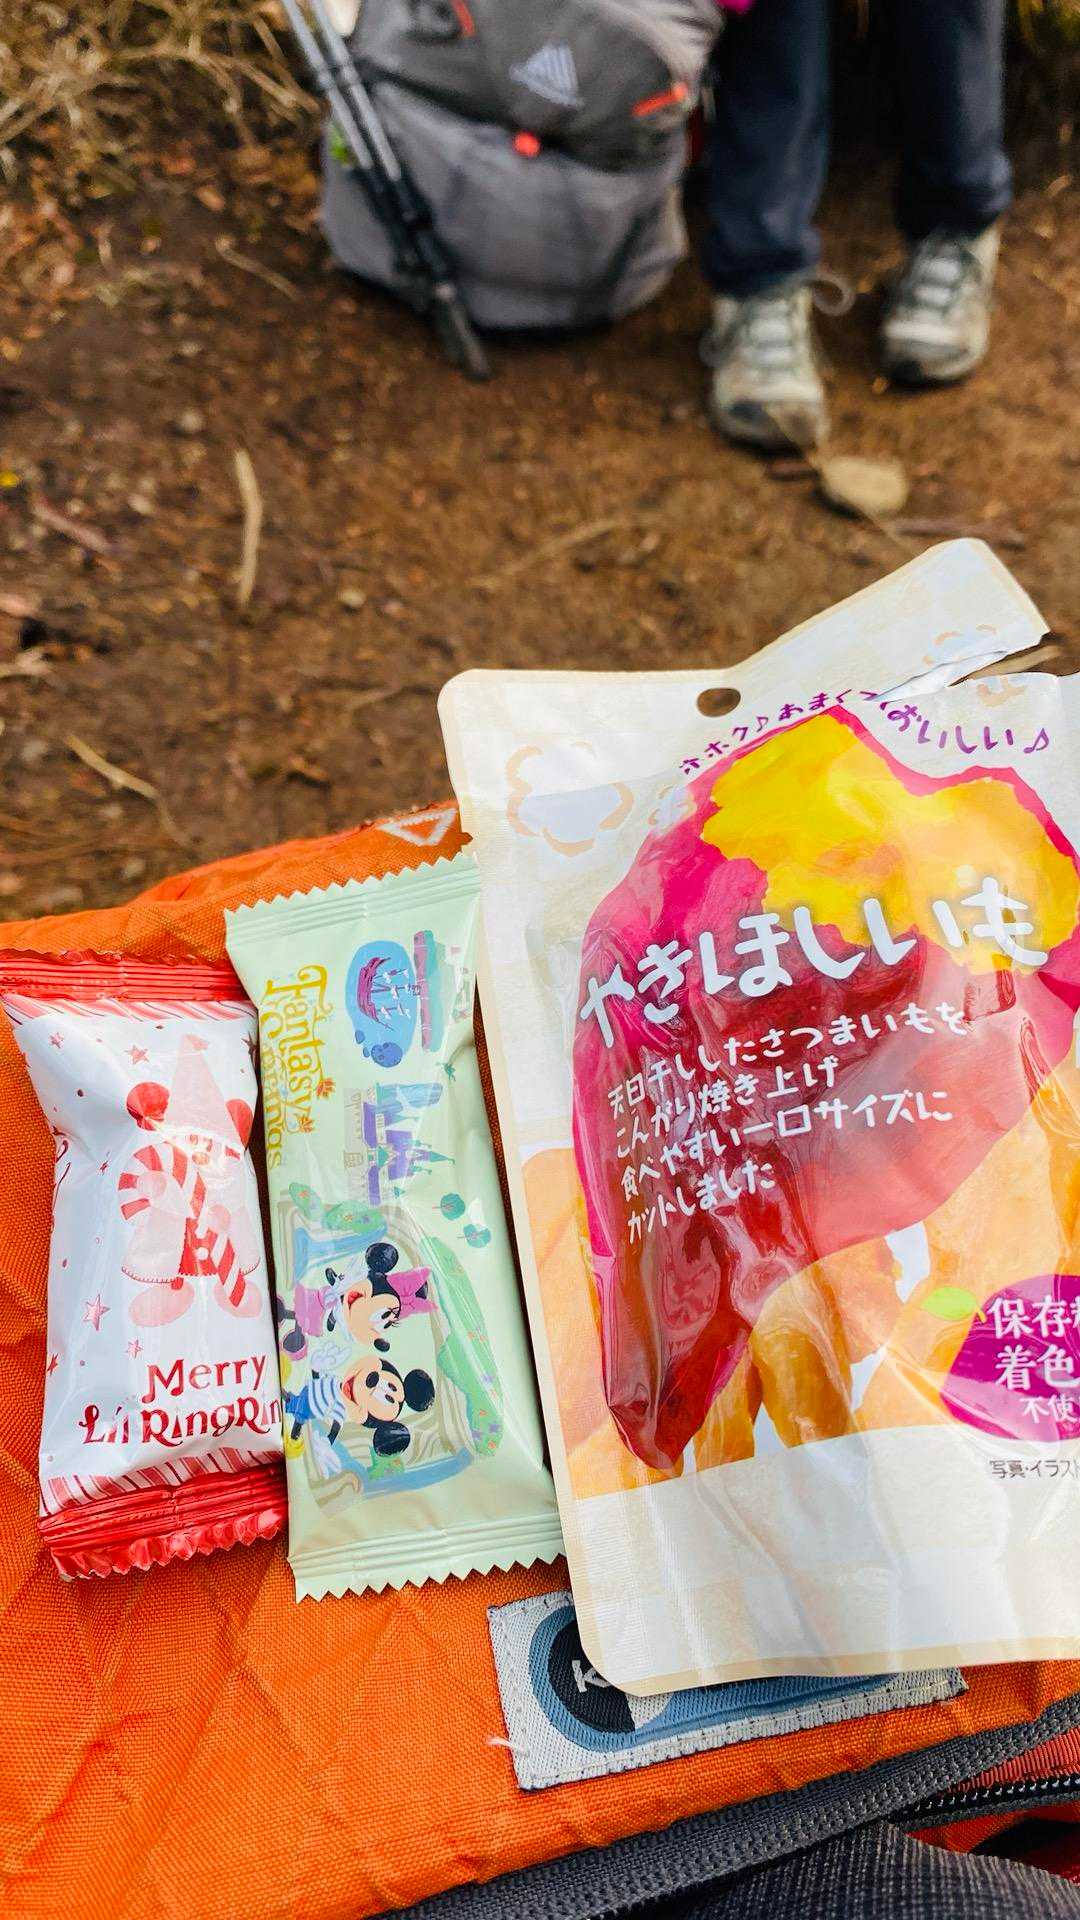 ホホク♪あまくておいしい♪
やきほしいも
天日干ししたさつまいもを
こんがり焼き上げ
食べやすい一口サイズに
カットしました
保存
着色
不使
写真・イラスト
Fantasy
Springs
Merry
Lil RingRin
K